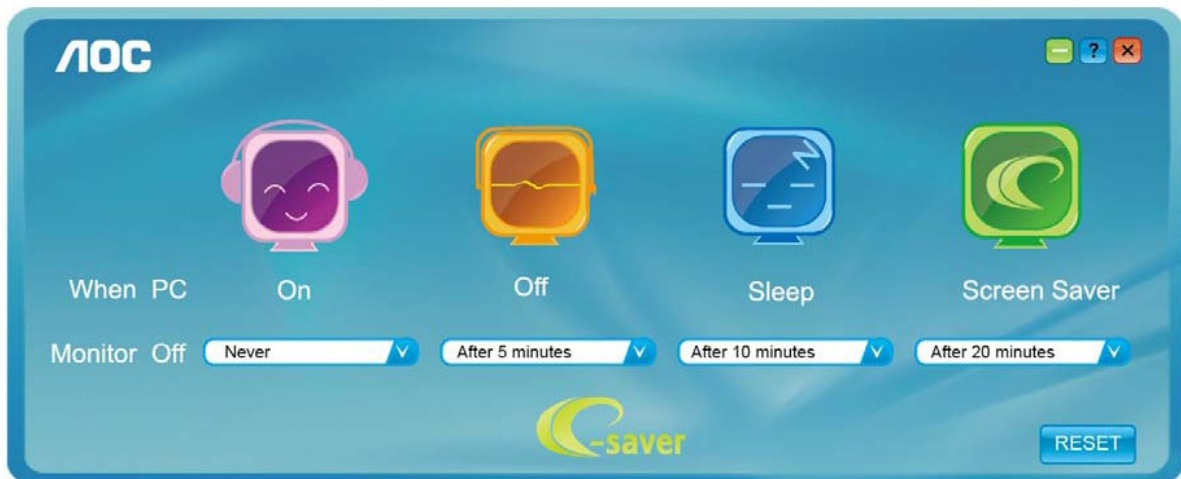 AOC
?
When PC On Off Sleep Screen Saver
Monitor Off Never After 5 minutes After 10 minutes After 20 minutes
e-saver
RESET